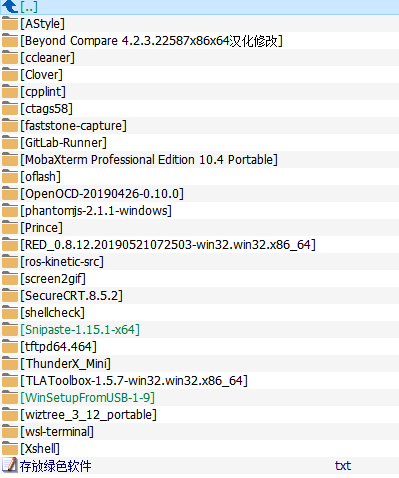 [..]
[AStyle]
[Beyond Compare 4.2.3.22587x86x64汉化修改]
[ccleaner]
[Clover]
[cpplint]
[ctags58]
[faststone-capture]
[GitLab-Runner]
[MobaXterm Professional Edition 10.4 Portable]
[oflash]
[OpenOCD-20190426-0.10.0]
[phantomjs-2.1.1-windows]
[Prince]
[RED_0.8.12.20190521072503-win32.win32.x86_64]
[ros-kinetic-src]
[screen2gif]
[SecureCRT.8.5.2]
[shellcheck]
[Snipaste-1.15.1-x64]
[tftpd64.464]
[ThunderX_Mini]
[TLAToolbox-1.5.7-win32.win32.x86_64]
[WinSetupFromUSB-1-9]
[wiztree_3_12_portable]
[wsl-terminal]
[Xshell]
存放绿色软件 txt